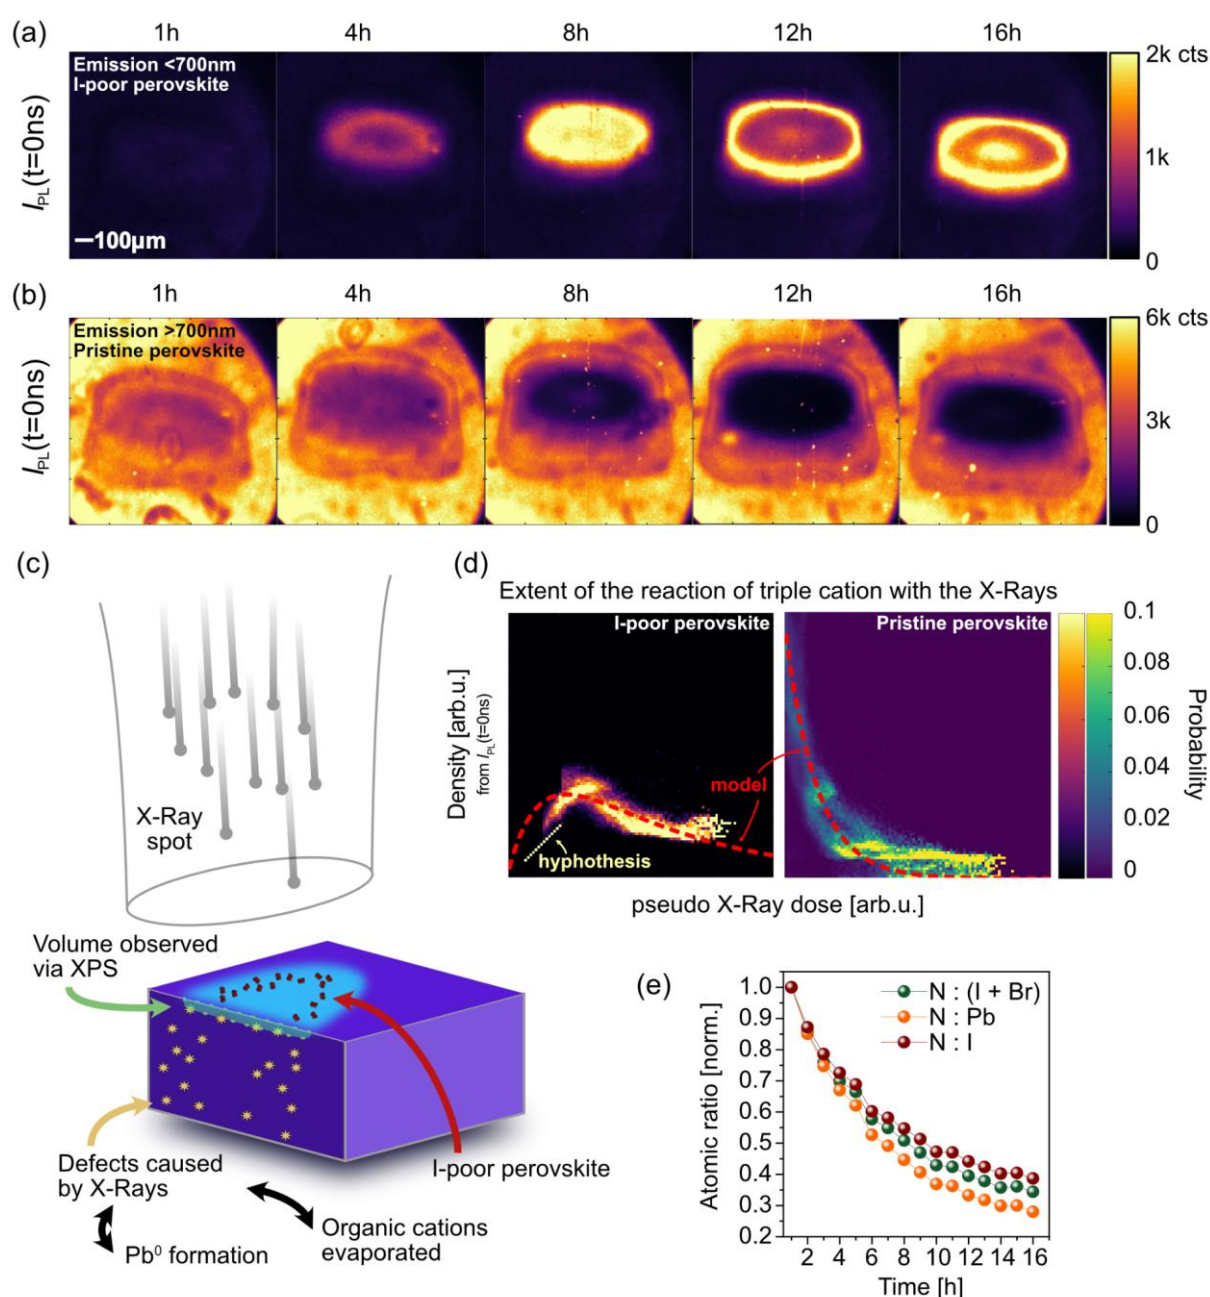 (a)
1h 4h 8h 12h 16h
Emission <700nm
I-poor perovskite
I_PL(t=0ns)
100µm
2k cts
1k
0
(b)
1h 4h 8h 12h 16h
Emission >700nm
Pristine perovskite
I_PL(t=0ns)
6k cts
3k
0
(c)
X-Ray
spot
Volume observed
via XPS
Defects caused
by X-Rays
Pb⁰ formation
Organic cations
evaporated
I-poor perovskite
(d)
Extent of the reaction of triple cation with the X-Rays
I-poor perovskite
Pristine perovskite
Density [arb.u.]
from I_PL(t=0ns)
model
hyphothesis
pseudo X-Ray dose [arb.u.]
0.1
0.08
0.06
0.04
0.02
0
Probability
(e)
N : (I + Br)
N : Pb
N : I
Atomic ratio [norm.]
1.0
0.9
0.8
0.7
0.6
0.5
0.4
0.3
0.2
2 4 6 8 10 12 14 16
Time [h]